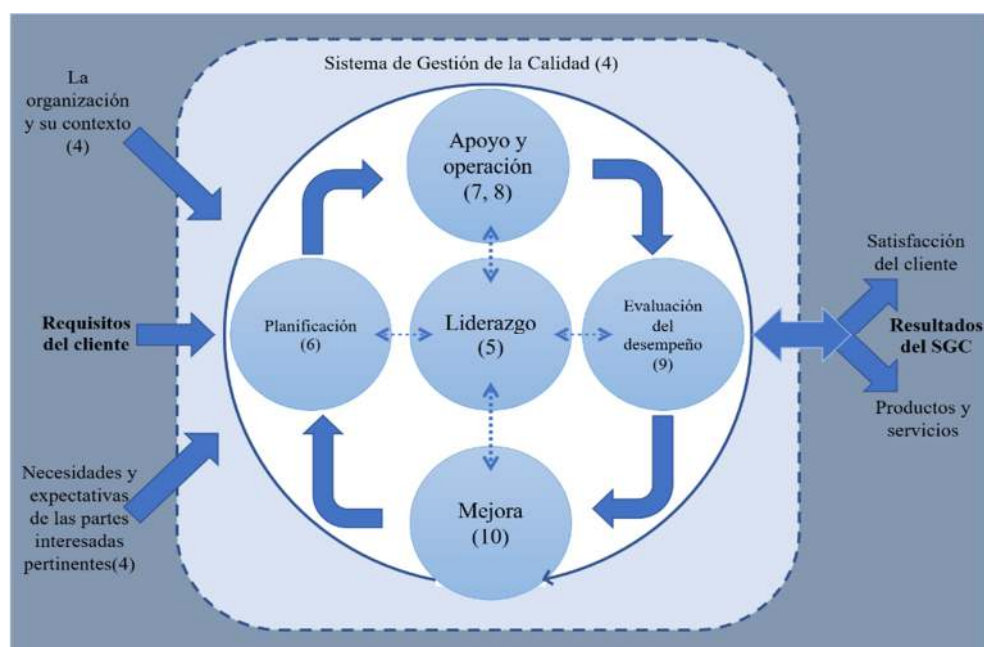 Sistema de Gestión de la Calidad (4)
La
organización
y su contexto
(4)
Requisitos
del cliente
Necesidades y
expectativas
de las partes
interesadas
pertinentes(4)
Apoyo y
operación
(7, 8)
Planificación
(6)
Liderazgo
(5)
Evaluación
del
desempeño
(9)
Mejora
(10)
Satisfacción
del cliente
Resultados
del SGC
Productos y
servicios